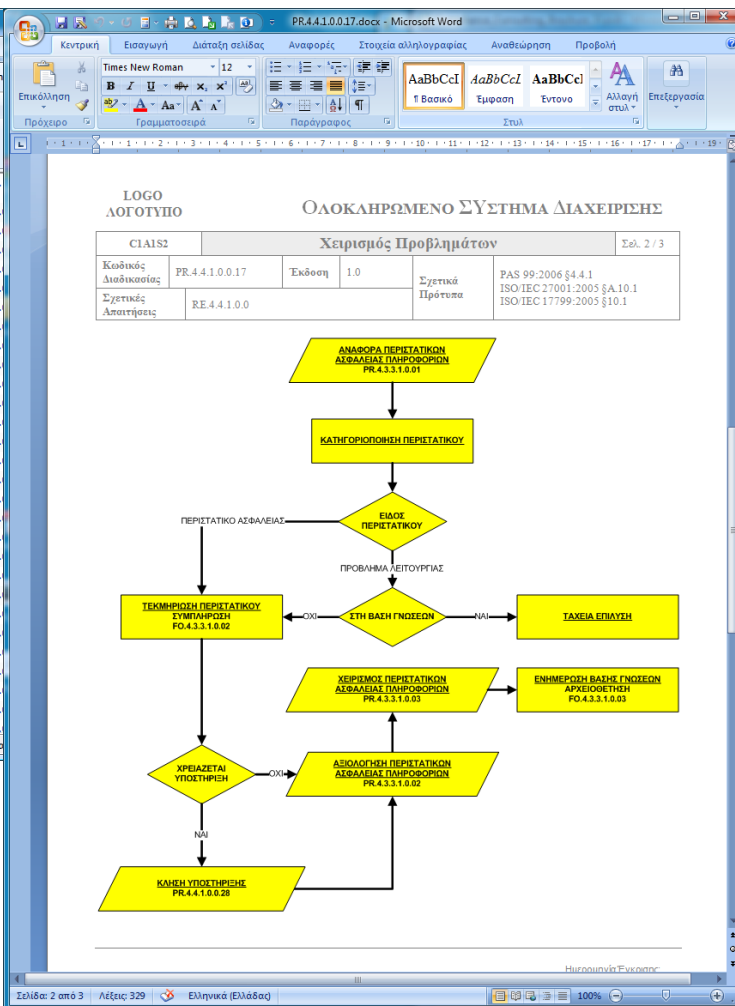 PR.4.4.1.0.0.17.docx - Microsoft Word
Κεντρική Εισαγωγή Διάταξη σελίδας Αναφορές Στοιχεία αλληλογραφίας Αναθεώρηση Προβολή
Επικόλληση
Times New Roman 12
AaBbCcI AaBbCcI AaBbCcI
¶ Βασικό Έμφαση Έντονο
Αλλαγή στυλ
Επεξεργασία
Πρόχειρο Γραμματοσειρά Παράγραφος Στυλ
LOGO
ΛΟΓΟΤΥΠΟ
ΟΛΟΚΛΗΡΩΜΕΝΟ ΣΥΣΤΗΜΑ ΔΙΑΧΕΙΡΙΣΗΣ
C1A1S2 Χειρισμός Προβλημάτων Σελ. 2 / 3
Κωδικός
Διαδικασίας
PR.4.4.1.0.0.17 Έκδοση 1.0
Σχετικές
Απαιτήσεις
RE.4.4.1.0.0
Σχετικά
Πρότυπα
PAS 99:2006 §4.4.1
ISO/IEC 27001:2005 §A.10.1
ISO/IEC 17799:2005 §10.1
ΑΝΑΦΟΡΑ ΠΕΡΙΣΤΑΤΙΚΩΝ
ΑΣΦΑΛΕΙΑΣ ΠΛΗΡΟΦΟΡΙΩΝ
PR.4.3.3.1.0.01
ΚΑΤΗΓΟΡΙΟΠΟΙΗΣΗ ΠΕΡΙΣΤΑΤΙΚΟΥ
ΕΙΔΟΣ
ΠΕΡΙΣΤΑΤΙΚΟΥ
ΠΕΡΙΣΤΑΤΙΚΟ ΑΣΦΑΛΕΙΑΣ
ΠΡΟΒΛΗΜΑ ΛΕΙΤΟΥΡΓΙΑΣ
ΤΕΚΜΗΡΙΩΣΗ ΠΕΡΙΣΤΑΤΙΚΟΥ
ΣΥΜΠΛΗΡΩΣΗ
FO.4.3.3.1.0.02
ΟΧΙ
ΣΤΗ ΒΑΣΗ ΓΝΩΣΕΩΝ
ΝΑΙ
ΤΑΧΕΙΑ ΕΠΙΛΥΣΗ
ΧΕΙΡΙΣΜΟΣ ΠΕΡΙΣΤΑΤΙΚΩΝ
ΑΣΦΑΛΕΙΑΣ ΠΛΗΡΟΦΟΡΙΩΝ
PR.4.3.3.1.0.03
ΕΝΗΜΕΡΩΣΗ ΒΑΣΗΣ ΓΝΩΣΕΩΝ
ΑΡΧΕΙΟΘΕΤΗΣΗ
FO.4.3.3.1.0.03
ΧΡΕΙΑΖΕΤΑΙ
ΥΠΟΣΤΗΡΙΞΗ
ΟΧΙ
ΑΞΙΟΛΟΓΗΣΗ ΠΕΡΙΣΤΑΤΙΚΩΝ
ΑΣΦΑΛΕΙΑΣ ΠΛΗΡΟΦΟΡΙΩΝ
PR.4.3.3.1.0.02
ΝΑΙ
ΚΛΗΣΗ ΥΠΟΣΤΗΡΙΞΗΣ
PR.4.4.1.0.0.28
Ημερομηνία Έγκρισης:
Σελίδα: 2 από 3 Λέξεις: 329 Ελληνικά (Ελλάδας) 100%